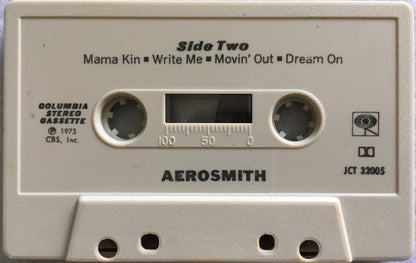 Side Two
Mama Kin ■ Write Me ■ Movin' Out ■ Dream On
COLUMBIA
STEREO
CASSETTE
Ⓟ 1973
CBS, Inc.
100 50 0
JCT 32005
AEROSMITH